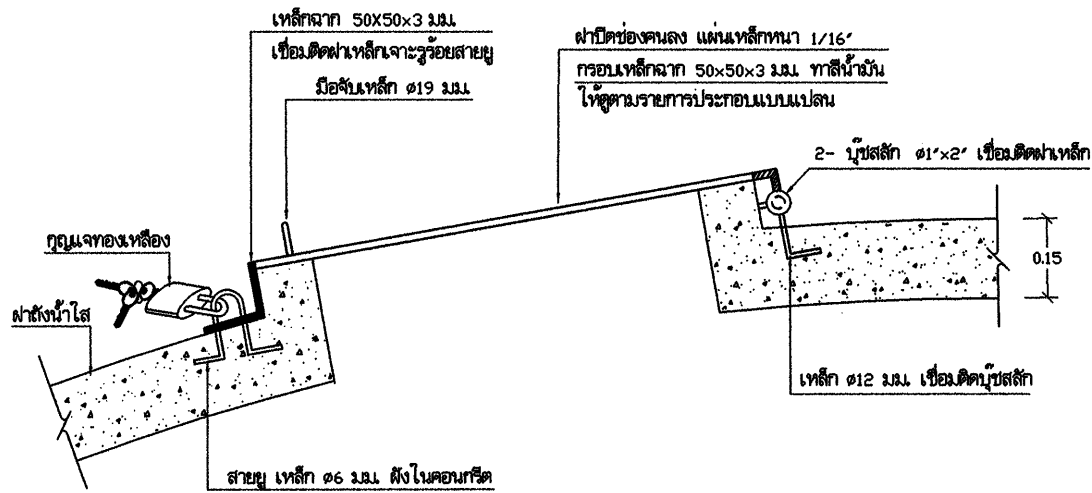 เหล็กฉาก 50X50x3 มม.
เชื่อมติดฝาเหล็กเจาะรูร้อยสายยู
มือจับเหล็ก ø19 มม.
ฝาปิดช่องคนลง แผ่นเหล็กหนา 1/16"
กรอบเหล็กฉาก 50x50x3 มม. ทาสีน้ำมัน
ให้ดูตามรายการประกอบแบบแปลน
2- บุ๊ชสลัก ø1"x2" เชื่อมติดฝาเหล็ก
กุญแจทองเหลือง
0.15
ฝาถังน้ำใส
เหล็ก ø12 มม. เชื่อมติดบุ๊ชสลัก
สายยู เหล็ก ø6 มม. ฝังในคอนกรีต